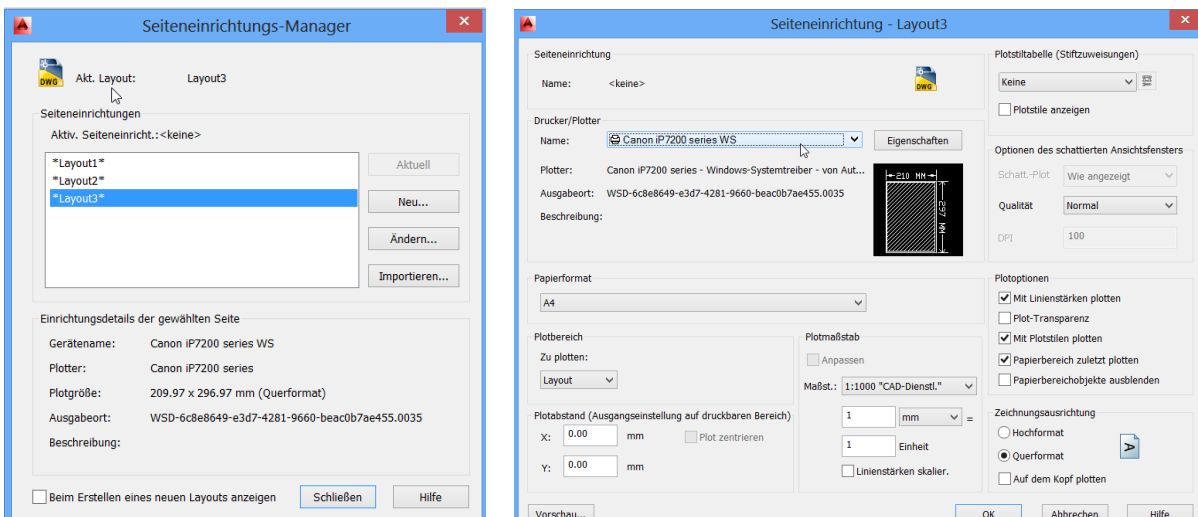 Seiteneinrichtungs-Manager
Akt. Layout: Layout3
Seiteneinrichtungen
Aktiv. Seiteneinricht.:<keine>
*Layout1*
*Layout2*
*Layout3*
Aktuell
Neu...
Ändern...
Importieren...
Einrichtungsdetails der gewählten Seite
Gerätename: Canon iP7200 series WS
Plotter: Canon iP7200 series
Plotgröße: 209.97 x 296.97 mm (Querformat)
Ausgabeort: WSD-6c8e8649-e3d7-4281-9660-beac0b7ae455.0035
Beschreibung:
Beim Erstellen eines neuen Layouts anzeigen
Schließen
Hilfe
Seiteneinrichtung - Layout3
Seiteneinrichtung
Name: <keine>
DWG
Drucker/Plotter
Name: Canon iP7200 series WS
Eigenschaften
Plotter: Canon iP7200 series - Windows-Systemtreiber - von Aut...
Ausgabeort: WSD-6c8e8649-e3d7-4281-9660-beac0b7ae455.0035
Beschreibung:
210 MM
297 MM
Papierformat
A4
Plotbereich
Zu plotten:
Layout
Plotabstand (Ausgangseinstellung auf druckbaren Bereich)
X: 0.00 mm
Plot zentrieren
Y: 0.00 mm
Plotmaßstab
Anpassen
Maßst.: 1:1000 "CAD-Dienstl."
1 mm =
1 Einheit
Linienstärken skalier.
Plotstiltabelle (Stiftzuweisungen)
Keine
Plotstile anzeigen
Optionen des schattierten Ansichtsfensters
Schatt.-Plot Wie angezeigt
Qualität Normal
DPI 100
Plotoptionen
Mit Linienstärken plotten
Plot-Transparenz
Mit Plotstilen plotten
Papierbereich zuletzt plotten
Papierbereichobjekte ausblenden
Zeichnungsausrichtung
Hochformat
Querformat
A
Auf dem Kopf plotten
Vorschau...
OK
Abbrechen
Hilfe
DWG